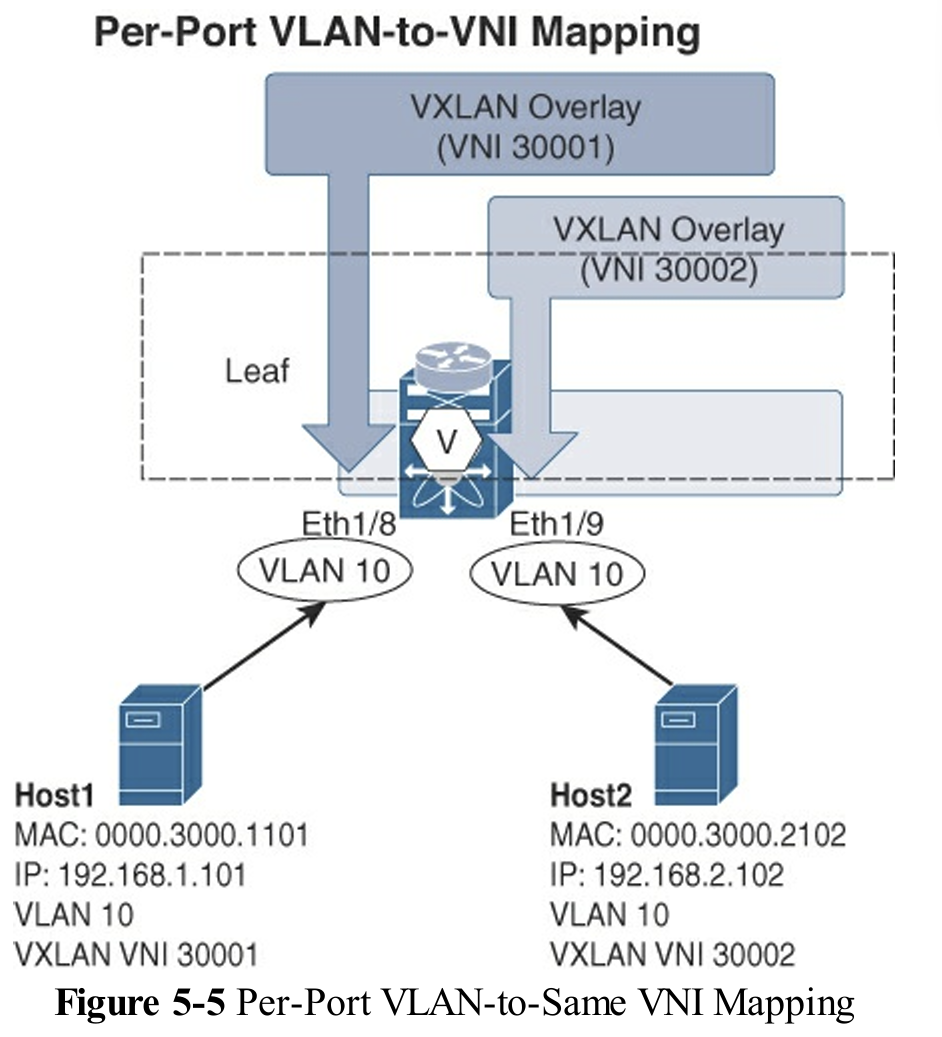 Per-Port VLAN-to-VNI Mapping
VXLAN Overlay
(VNI 30001)
VXLAN Overlay
(VNI 30002)
Leaf
V
Eth1/8
Eth1/9
VLAN 10
VLAN 10
Host1
MAC: 0000.3000.1101
IP: 192.168.1.101
VLAN 10
VXLAN VNI 30001
Host2
MAC: 0000.3000.2102
IP: 192.168.2.102
VLAN 10
VXLAN VNI 30002
Figure 5-5 Per-Port VLAN-to-Same VNI Mapping